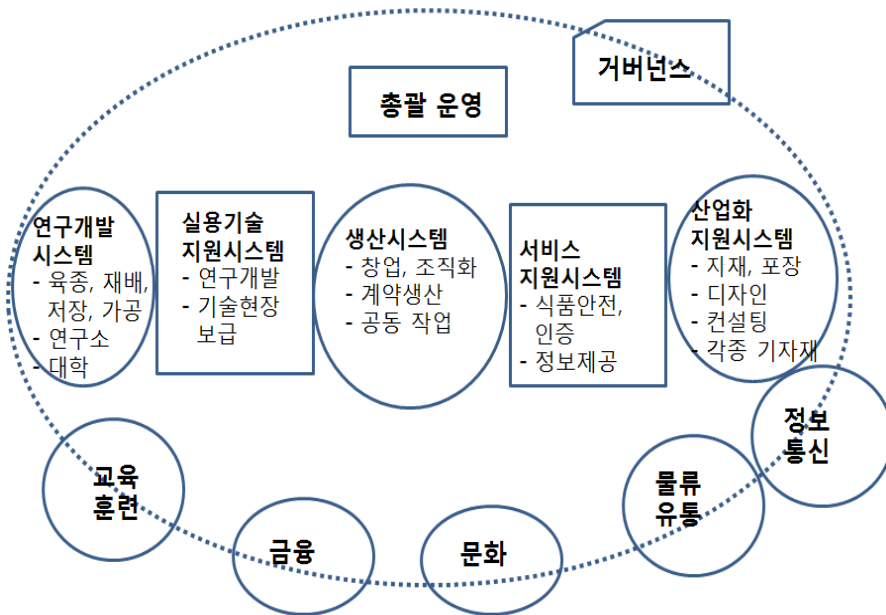 거버넌스
총괄 운영
연구개발
시스템
- 육종, 재배,
저장, 가공
- 연구소
- 대학
실용기술
지원시스템
- 연구개발
- 기술현장
보급
생산시스템
- 창업, 조직화
- 계약생산
- 공동 작업
서비스
지원시스템
- 식품안전,
인증
- 정보제공
산업화
지원시스템
- 자재, 포장
- 디자인
- 컨설팅
- 각종 기자재
교육
훈련
금융
문화
물류
유통
정보
통신